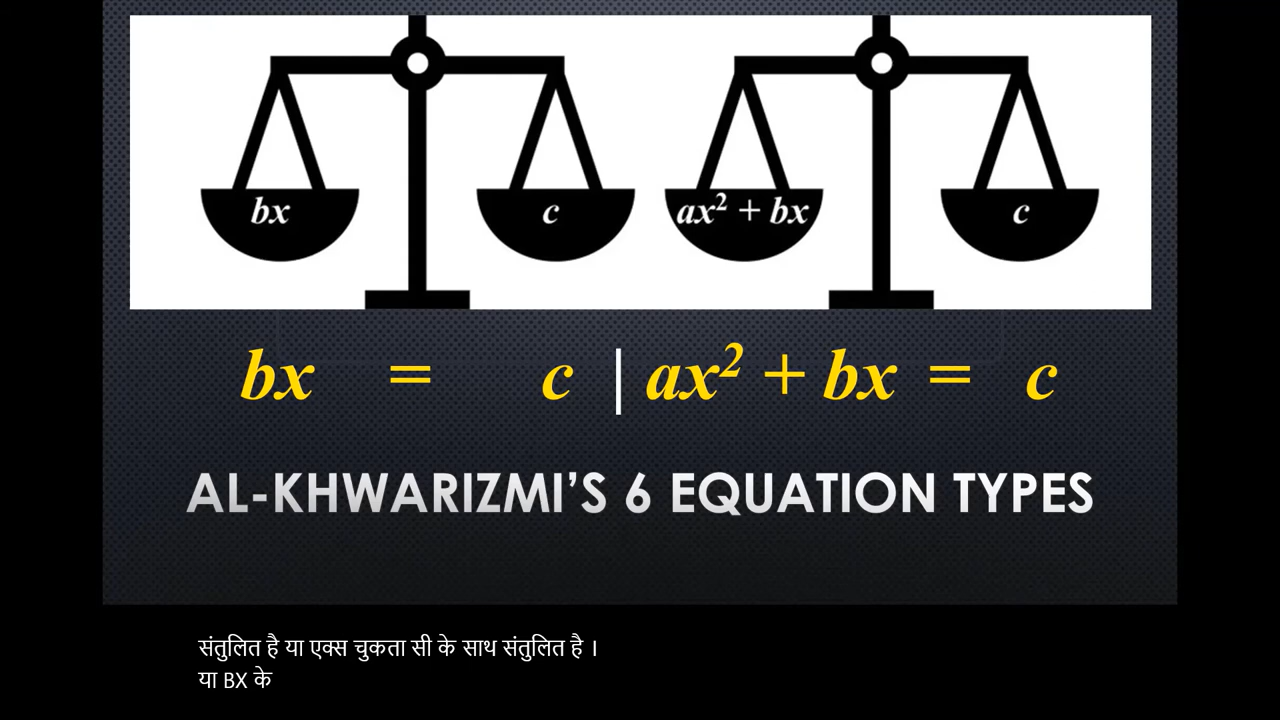 bx c ax² + bx c
bx = c | ax² + bx = c
AL-KHWARIZMI’S 6 EQUATION TYPES
संतुलित है या एक्स चुकता सी के साथ संतुलित है ।
या BX के